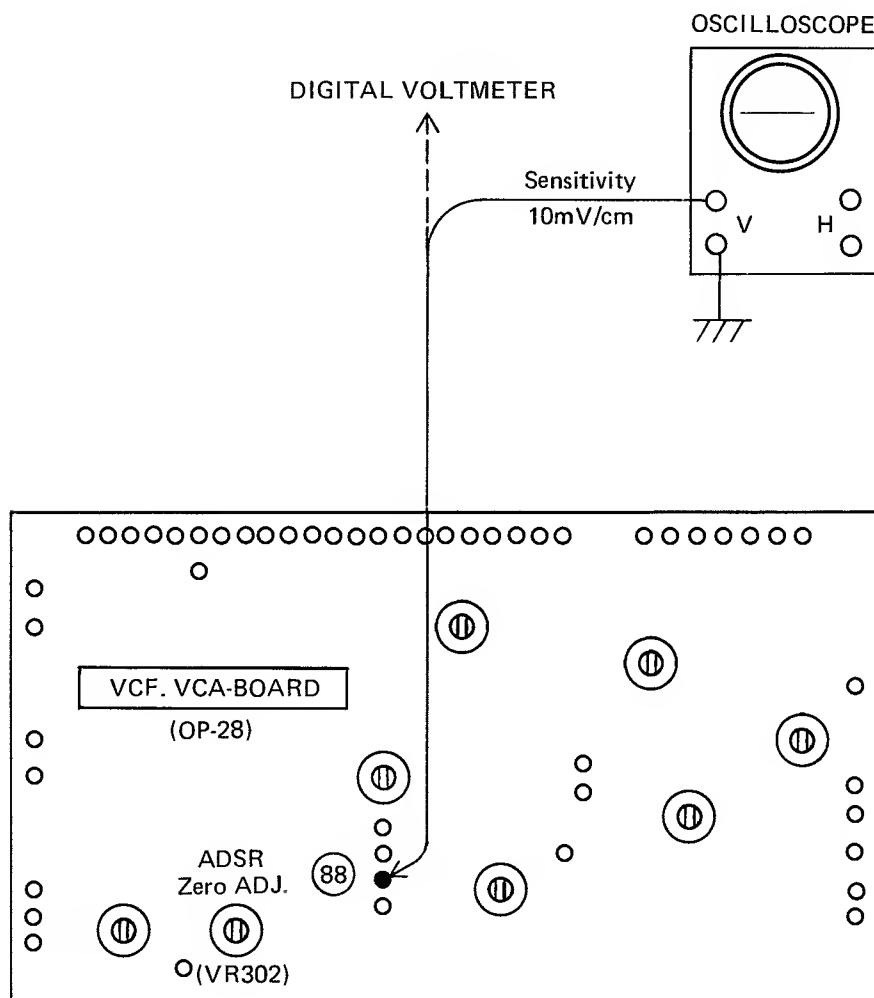 OSCILLOSCOPE
DIGITAL VOLTMETER
Sensitivity
10mV/cm
V
H
VCF. VCA-BOARD
(OP-28)
ADSR
Zero ADJ.
88
(VR302)